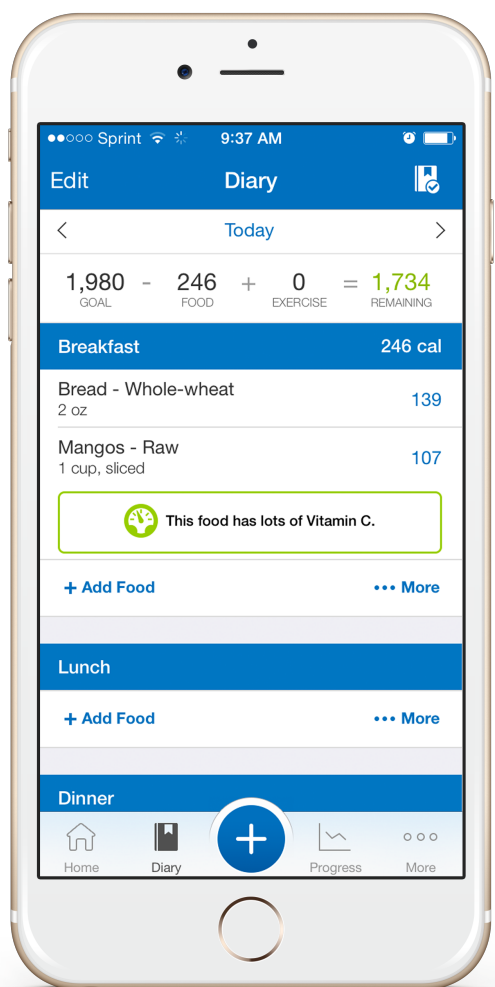 ●●○○○ Sprint 9:37 AM
Edit Diary
< Today >
1,980 - 246 + 0 = 1,734
GOAL FOOD EXERCISE REMAINING
Breakfast 246 cal
Bread - Whole-wheat
2 oz 139
Mangos - Raw
1 cup, sliced 107
This food has lots of Vitamin C.
+ Add Food ••• More
Lunch
+ Add Food ••• More
Dinner
+
Home Diary Progress More